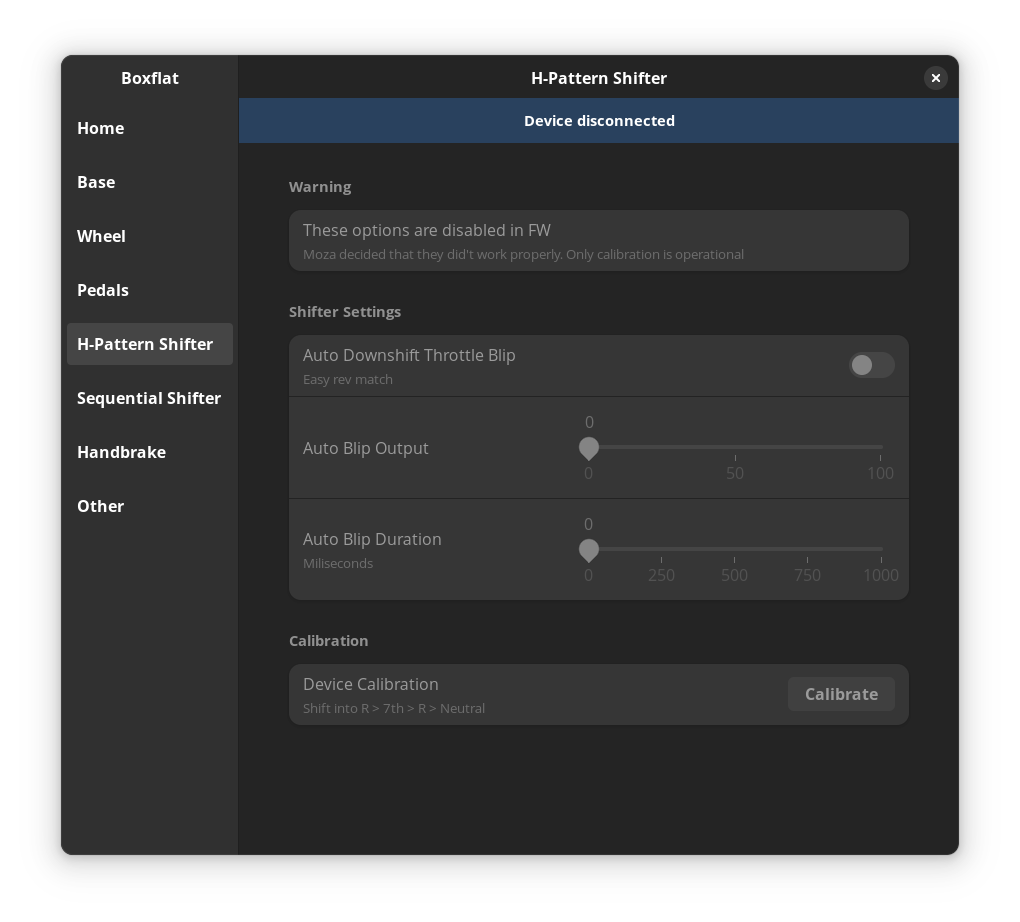 Boxflat
H-Pattern Shifter
Device disconnected
Home
Base
Wheel
Pedals
H-Pattern Shifter
Sequential Shifter
Handbrake
Other
Warning
These options are disabled in FW
Moza decided that they did't work properly. Only calibration is operational
Shifter Settings
Auto Downshift Throttle Blip
Easy rev match
Auto Blip Output
0
0 50 100
Auto Blip Duration
Miliseconds
0
0 250 500 750 1000
Calibration
Device Calibration
Shift into R > 7th > R > Neutral
Calibrate